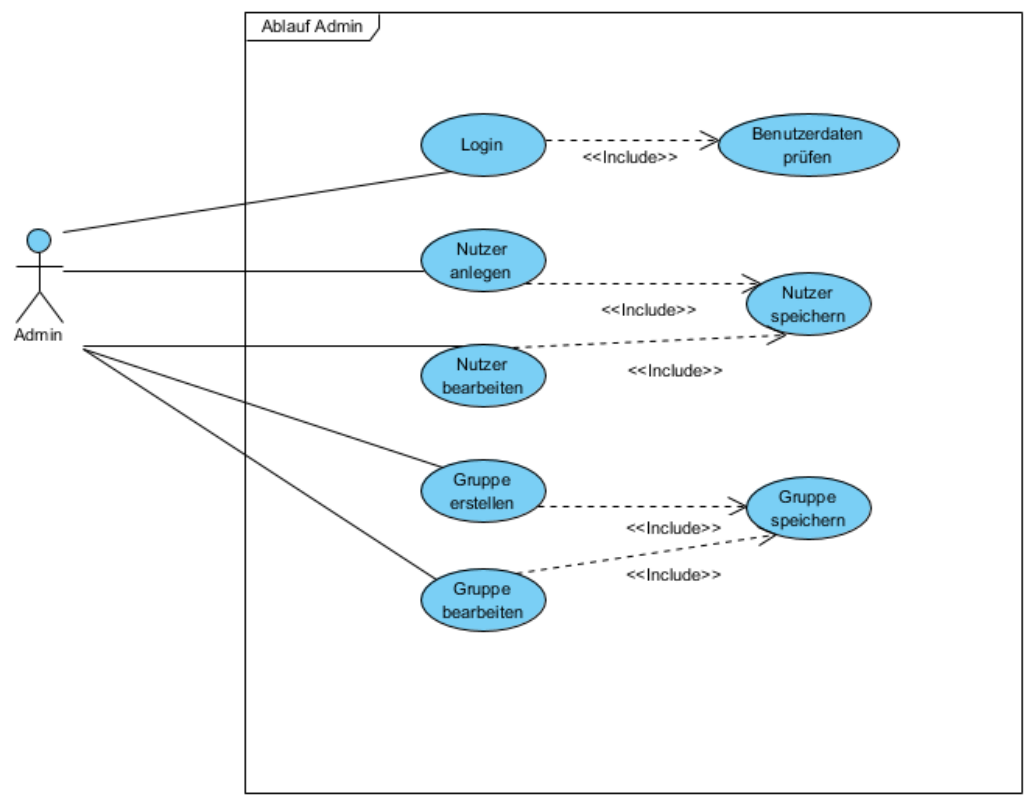 Ablauf Admin
Login
<<Include>>
Benutzerdaten
prüfen
Admin
Nutzer
anlegen
<<Include>>
Nutzer
speichern
Nutzer
bearbeiten
<<Include>>
Gruppe
erstellen
<<Include>>
Gruppe
speichern
Gruppe
bearbeiten
<<Include>>